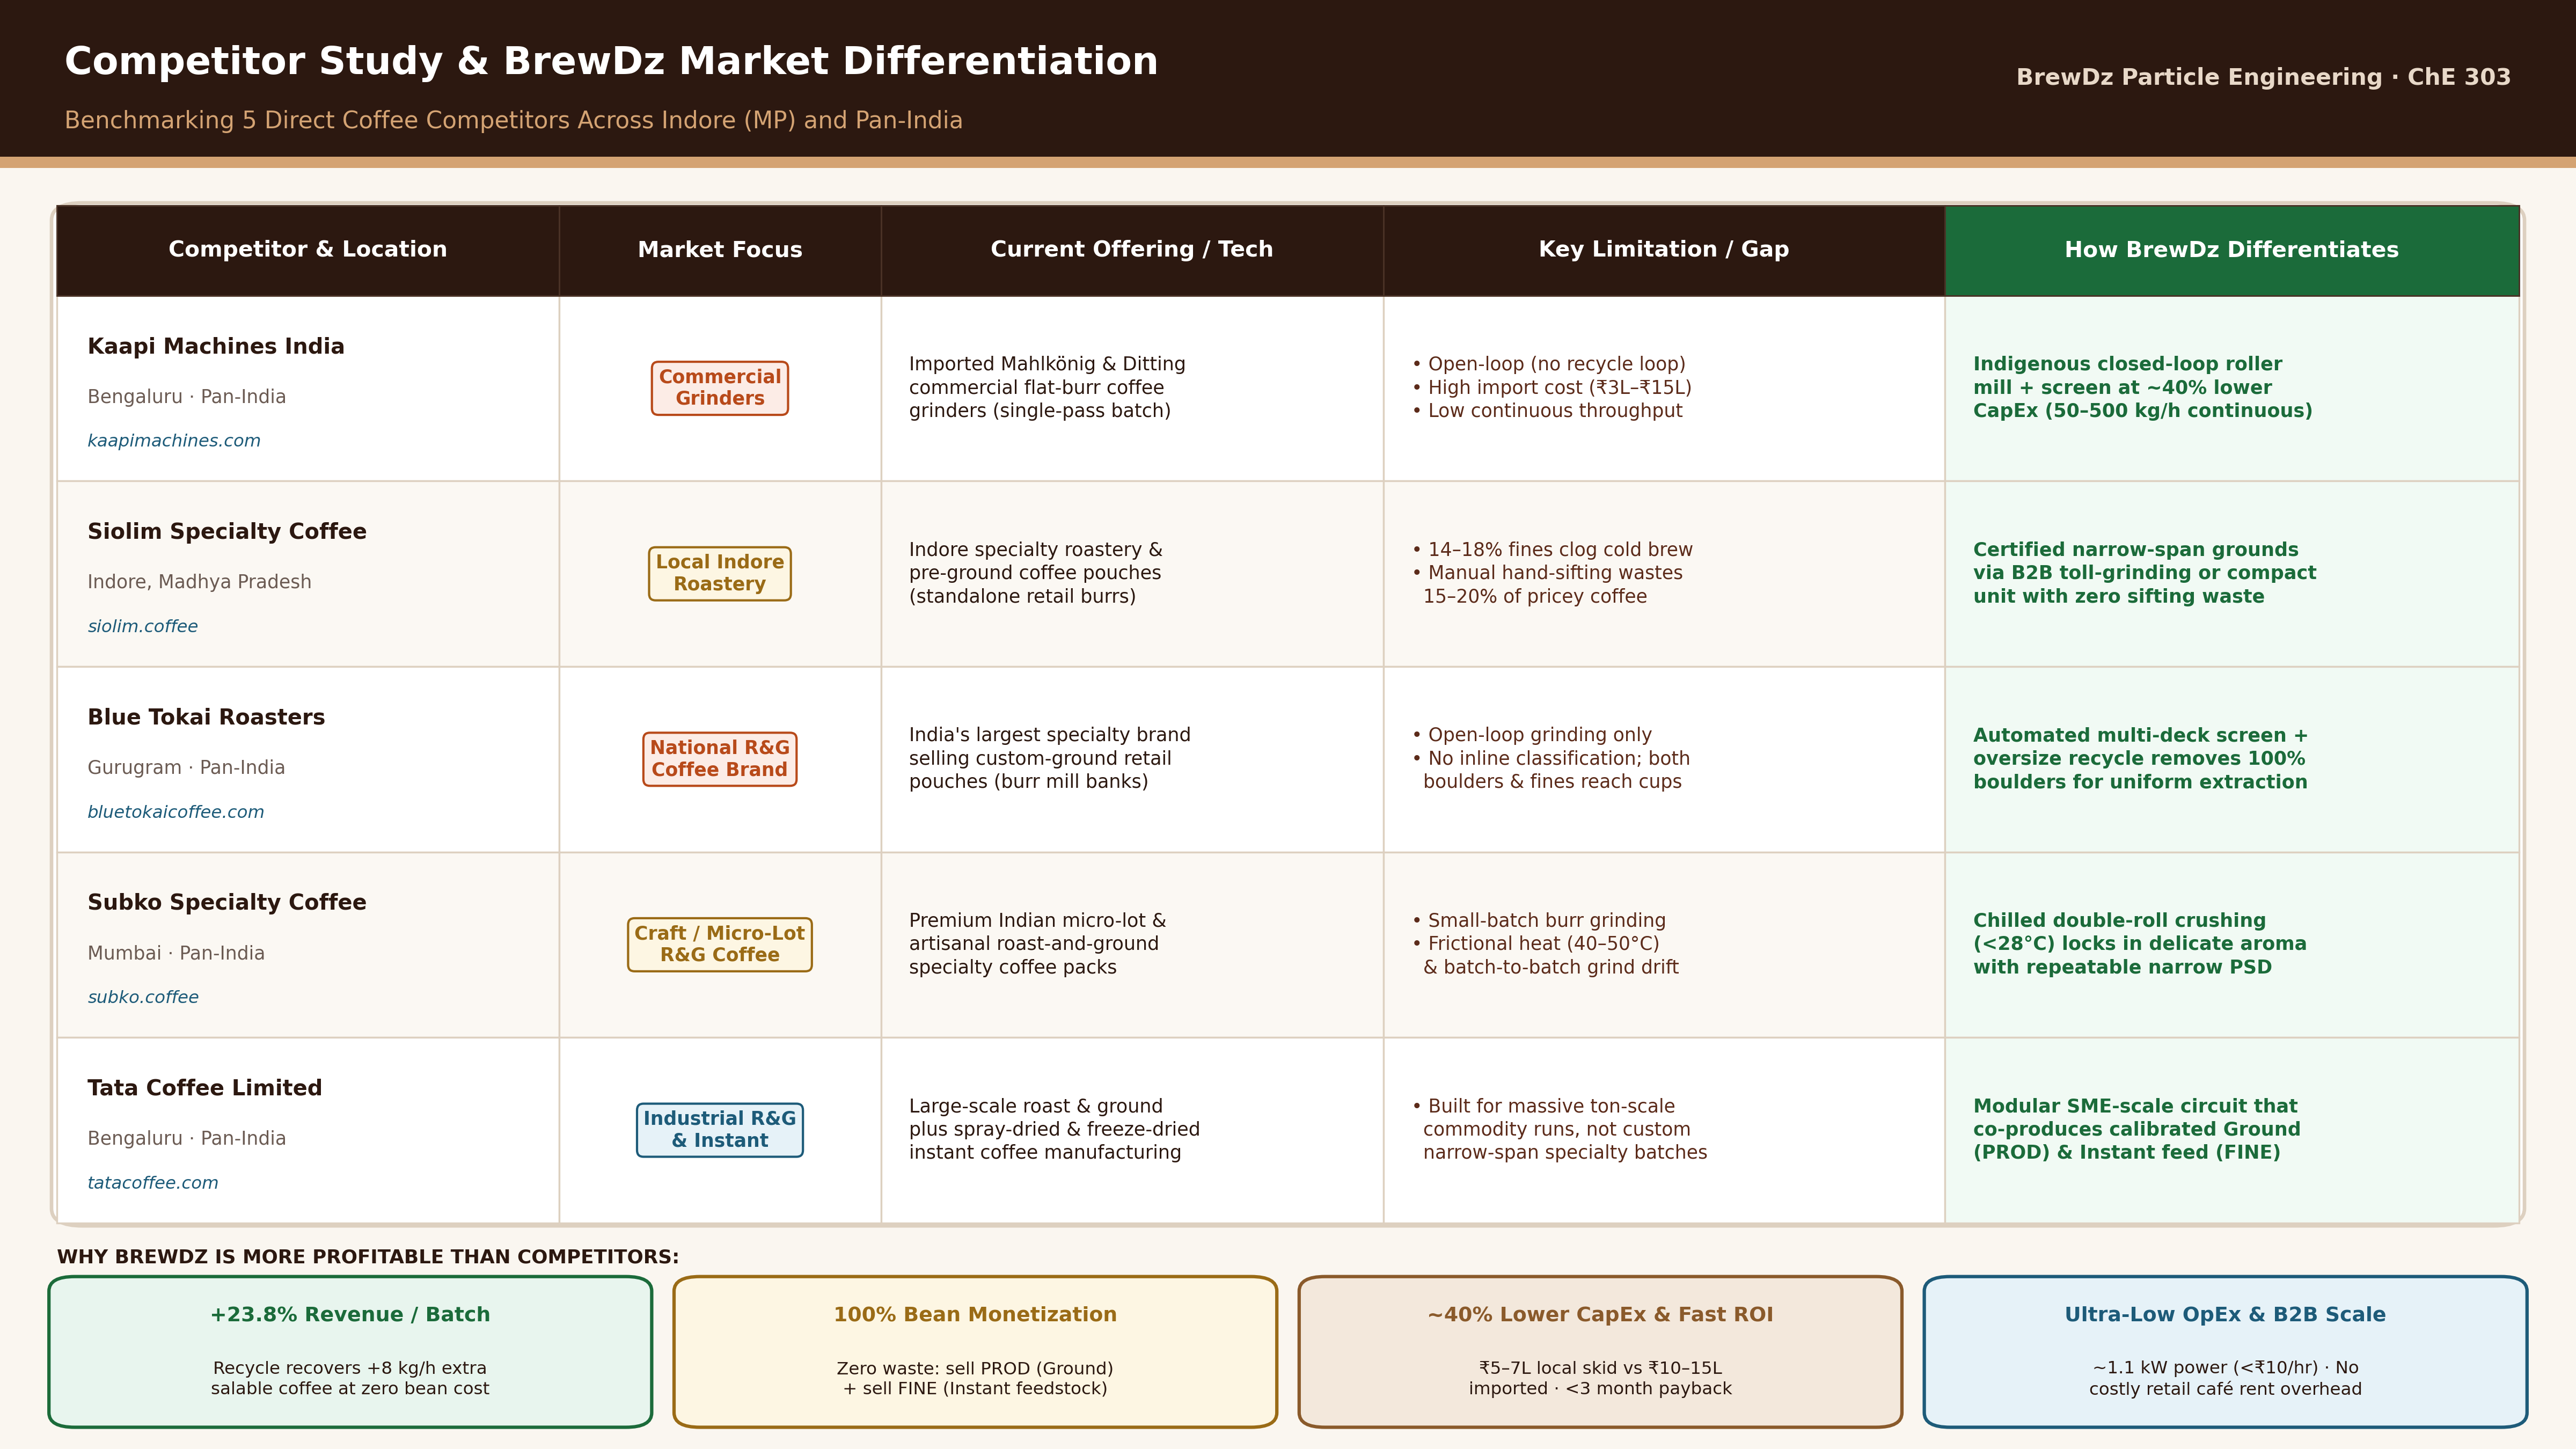 Competitor Study & BrewDz Market Differentiation
Benchmarking 5 Direct Coffee Competitors Across Indore (MP) and Pan-India
BrewDz Particle Engineering · ChE 303
Competitor & Location
Market Focus
Current Offering / Tech
Key Limitation / Gap
How BrewDz Differentiates
Kaapi Machines India
Bengaluru · Pan-India
kaapimachines.com
Commercial
Grinders
Imported Mahlkönig & Ditting
commercial flat-burr coffee
grinders (single-pass batch)
• Open-loop (no recycle loop)
• High import cost (₹3L–₹15L)
• Low continuous throughput
Indigenous closed-loop roller
mill + screen at ~40% lower
CapEx (50–500 kg/h continuous)
Siolim Specialty Coffee
Indore, Madhya Pradesh
siolim.coffee
Local Indore
Roastery
Indore specialty roastery &
pre-ground coffee pouches
(standalone retail burrs)
• 14–18% fines clog cold brew
• Manual hand-sifting wastes
15–20% of pricey coffee
Certified narrow-span grounds
via B2B toll-grinding or compact
unit with zero sifting waste
Blue Tokai Roasters
Gurugram · Pan-India
bluetokaicoffee.com
National R&G
Coffee Brand
India's largest specialty brand
selling custom-ground retail
pouches (burr mill banks)
• Open-loop grinding only
• No inline classification; both
boulders & fines reach cups
Automated multi-deck screen +
oversize recycle removes 100%
boulders for uniform extraction
Subko Specialty Coffee
Mumbai · Pan-India
subko.coffee
Craft / Micro-Lot
R&G Coffee
Premium Indian micro-lot &
artisanal roast-and-ground
specialty coffee packs
• Small-batch burr grinding
• Frictional heat (40–50°C)
& batch-to-batch grind drift
Chilled double-roll crushing
(<28°C) locks in delicate aroma
with repeatable narrow PSD
Tata Coffee Limited
Bengaluru · Pan-India
tatacoffee.com
Industrial R&G
& Instant
Large-scale roast & ground
plus spray-dried & freeze-dried
instant coffee manufacturing
• Built for massive ton-scale
commodity runs, not custom
narrow-span specialty batches
Modular SME-scale circuit that
co-produces calibrated Ground
(PROD) & Instant feed (FINE)
WHY BREWDZ IS MORE PROFITABLE THAN COMPETITORS:
+23.8% Revenue / Batch
Recycle recovers +8 kg/h extra
salable coffee at zero bean cost
100% Bean Monetization
Zero waste: sell PROD (Ground)
+ sell FINE (Instant feedstock)
~40% Lower CapEx & Fast ROI
₹5–7L local skid vs ₹10–15L
imported · <3 month payback
Ultra-Low OpEx & B2B Scale
~1.1 kW power (<₹10/hr) · No
costly retail café rent overhead